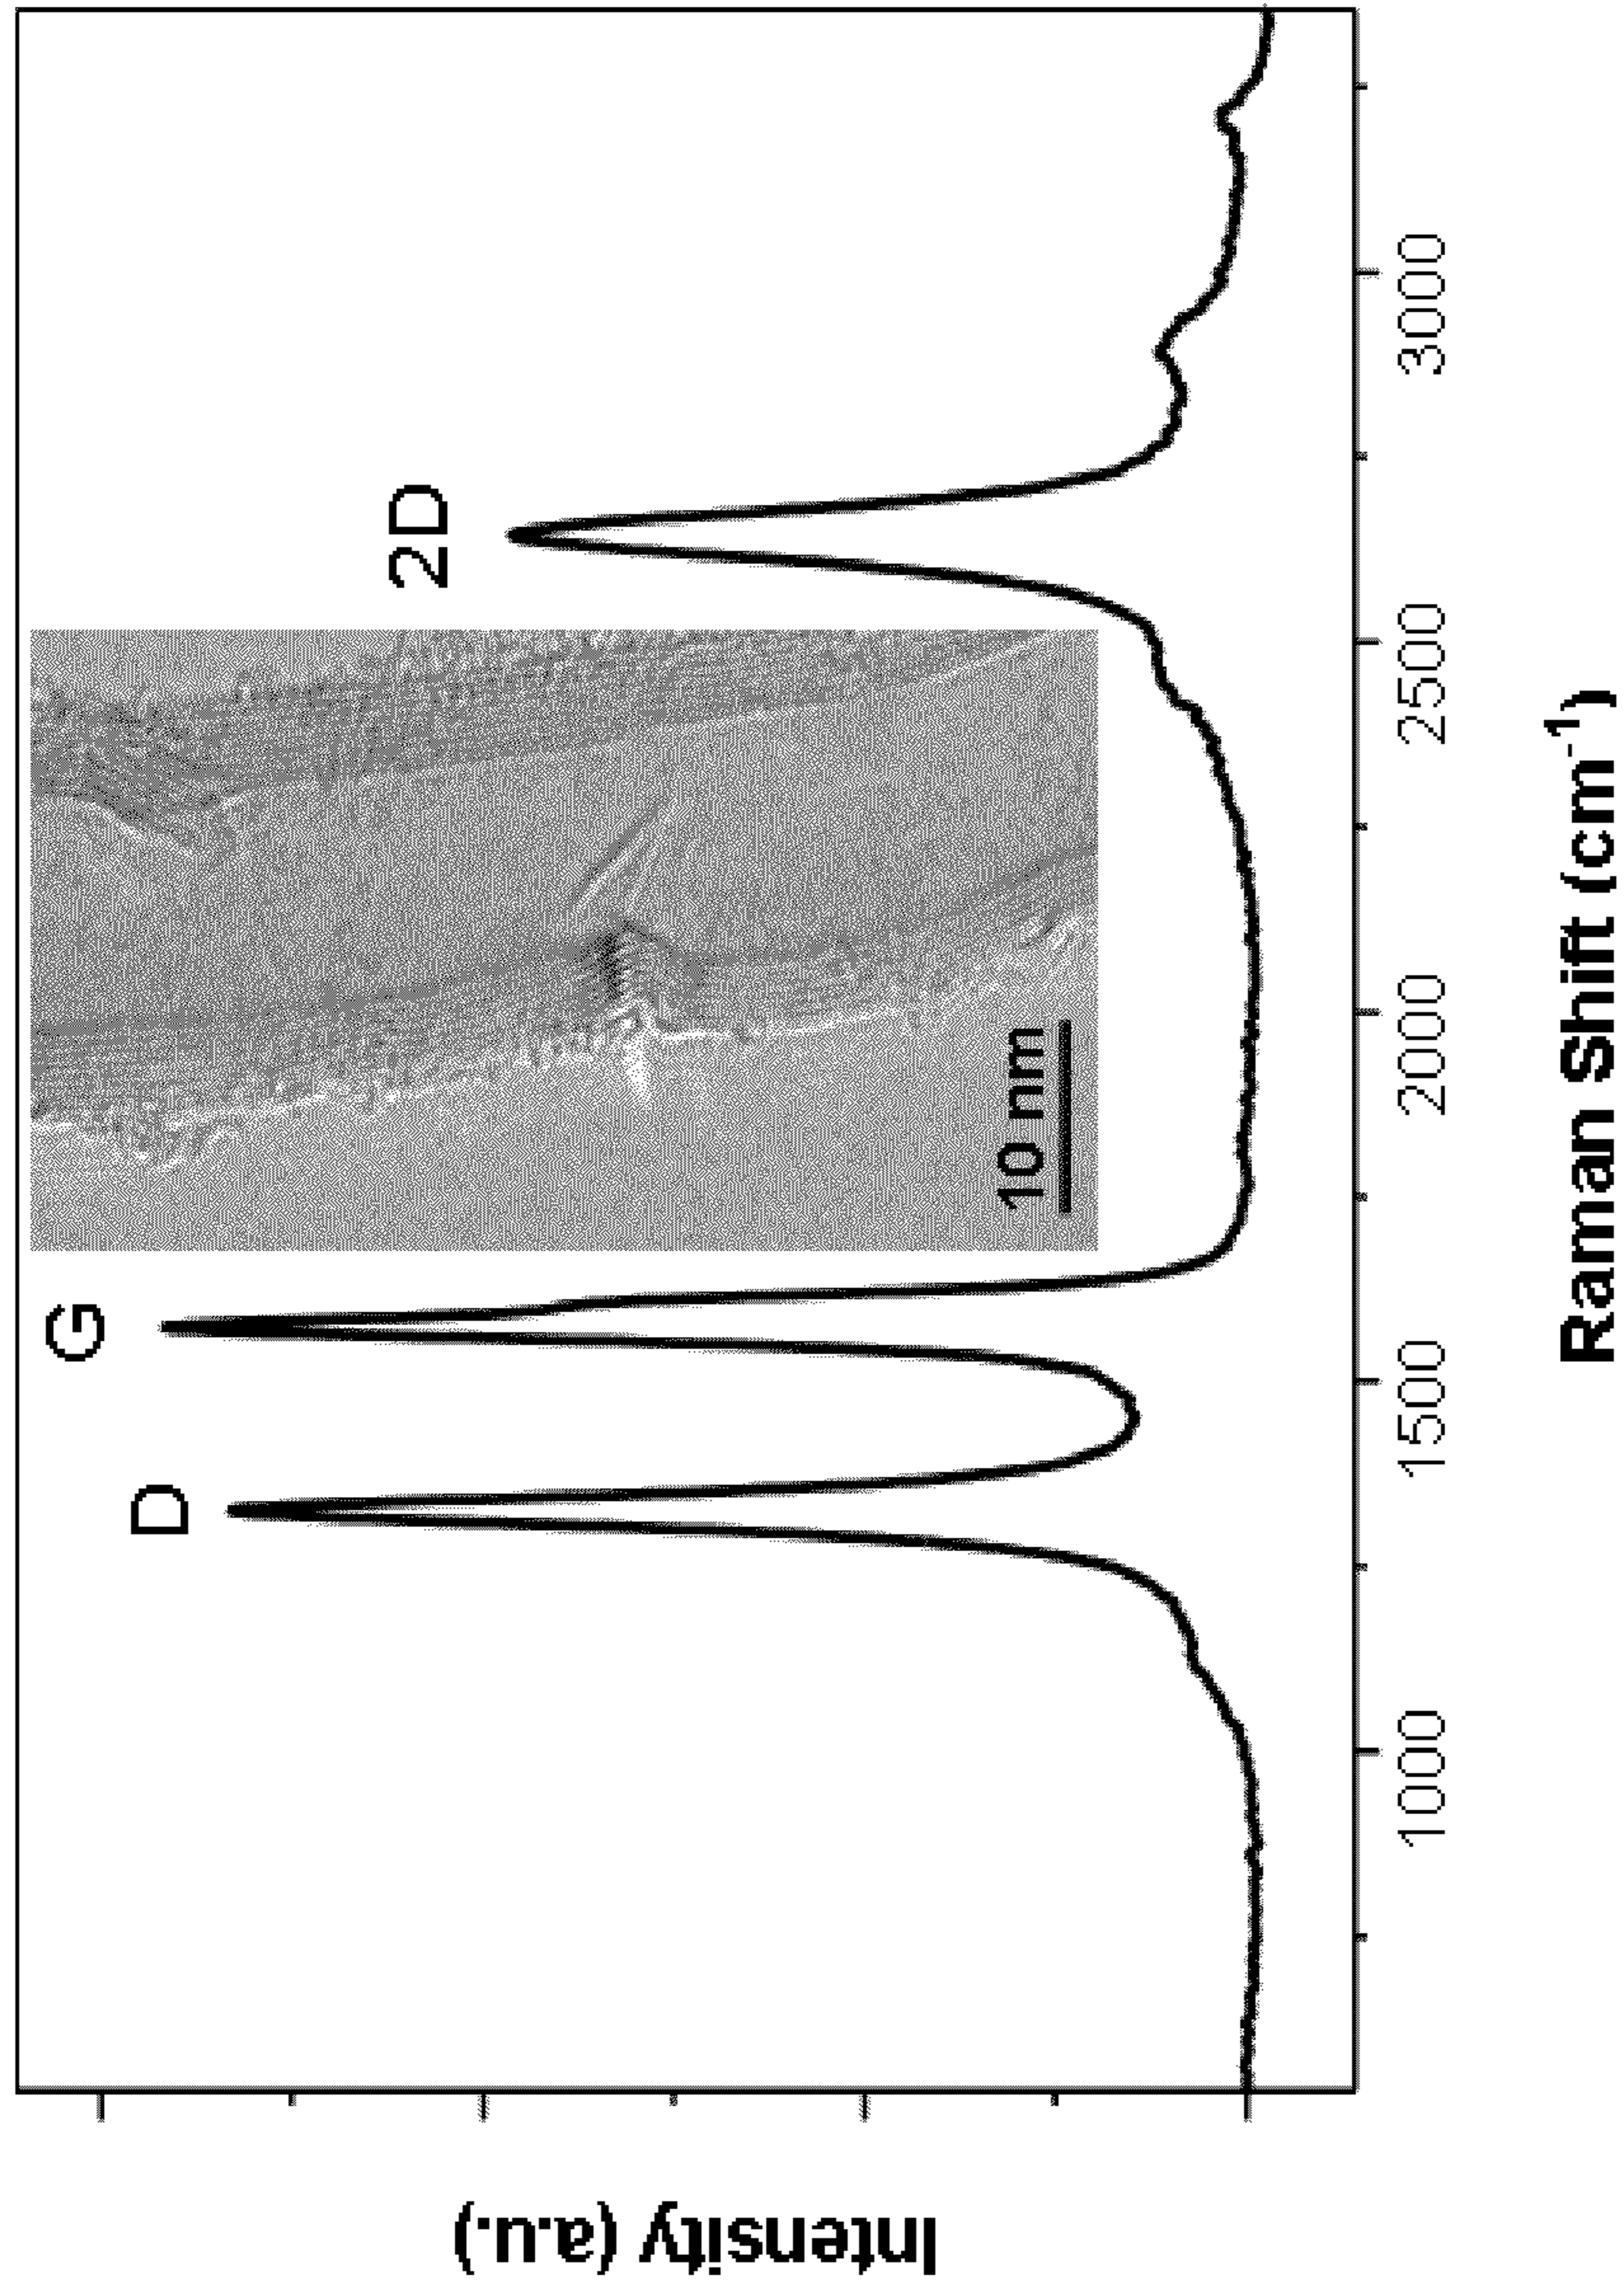 Intensity (a.u.)
D
G
2D
10 nm
1000
1500
2000
2500
3000
Raman Shift (cm⁻¹)